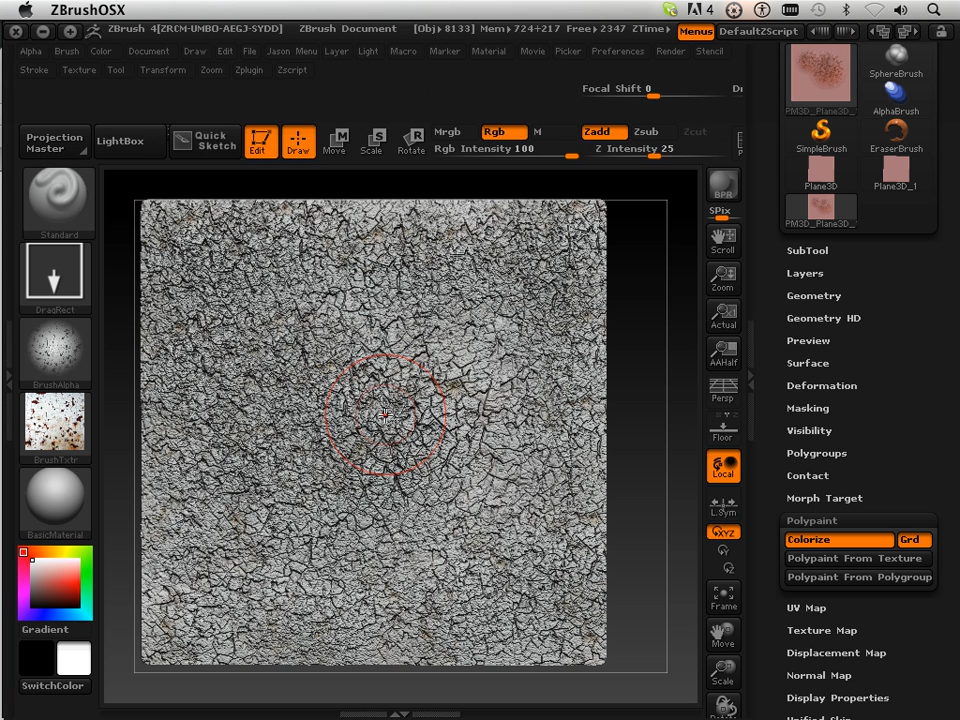 ZBrushOSX
4
ZBrush 4[ZRCM-UMBO-AEGJ-SYDD] ZBrush Document [Obj▸8133] Mem▸724+217 Free▸2347 ZTime▸ Menus DefaultZScript
Alpha Brush Color Document Draw Edit File Jason Menu Layer Light Macro Marker Material Movie Picker Preferences Render Stencil
Stroke Texture Tool Transform Zoom Zplugin Zscript
Focal Shift 0
Projection Master
LightBox
Quick Sketch
Edit
Draw
Move
Scale
Rotate
Mrgb Rgb M Zadd Zsub Zcut
Rgb Intensity 100 Z Intensity 25
Standard
DragRect
BrushAlpha
BrushTxtr
BasicMaterial
Gradient
SwitchColor
BPR
SPix
Scroll
Zoom
Actual
AAHalf
Persp
Floor
Local
L.Sym
XYZ
Frame
Move
Scale
PM3D_Plane3D_
SphereBrush
AlphaBrush
SimpleBrush
EraserBrush
Plane3D
Plane3D_1
PM3D_Plane3D_
SubTool
Layers
Geometry
Geometry HD
Preview
Surface
Deformation
Masking
Visibility
Polygroups
Contact
Morph Target
Polypaint
Colorize Grd
Polypaint From Texture
Polypaint From Polygroup
UV Map
Texture Map
Displacement Map
Normal Map
Display Properties